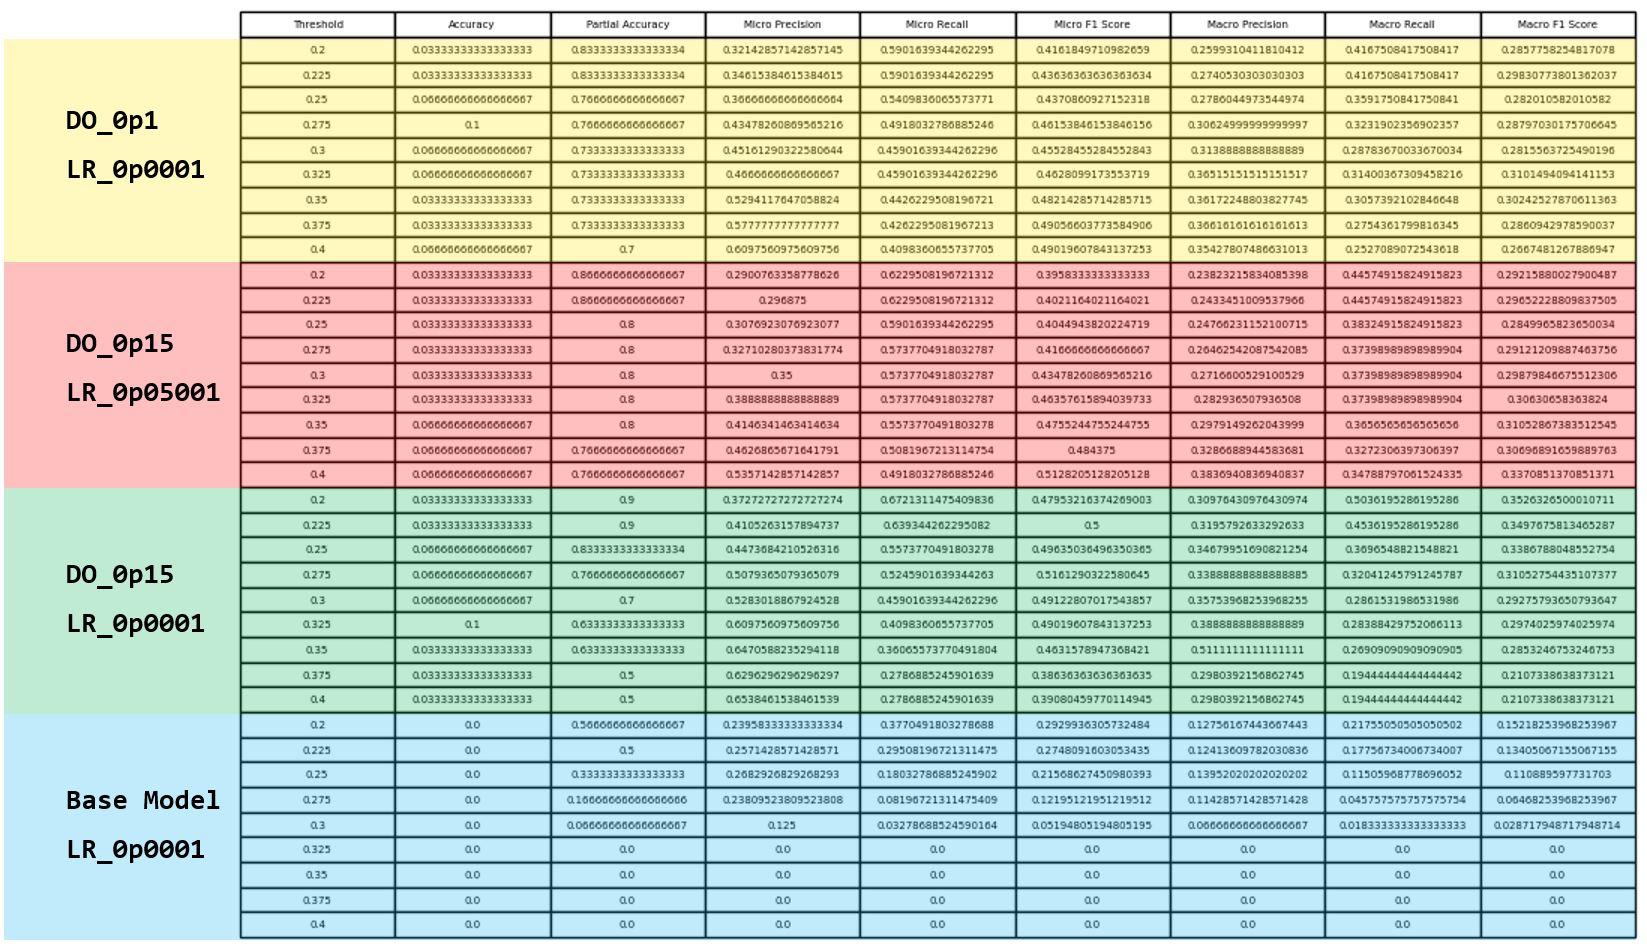 Threshold Accuracy Partial Accuracy Micro Precision Micro Recall Micro F1 Score Macro Precision Macro Recall Macro F1 Score
0.2 0.03333333333333333 0.8333333333333334 0.32142857142857145 0.5901639344262295 0.4161849710982659 0.2599310411810412 0.4167508417508417 0.2857758254817078
0.225 0.03333333333333333 0.8333333333333334 0.34615384615384615 0.5901639344262295 0.43636363636363634 0.2740530303030303 0.4167508417508417 0.29830773801362037
DO_0p1 0.25 0.06666666666666667 0.7666666666666667 0.36666666666666664 0.5409836065573771 0.4370860927152318 0.2786044973544974 0.3591750841750841 0.282010582010582
0.275 0.1 0.7666666666666667 0.43478260869565216 0.4918032786885246 0.46153846153846156 0.30624999999999997 0.3231902356902357 0.28797030175706645
LR_0p0001 0.3 0.06666666666666667 0.7333333333333333 0.45161290322580644 0.45901639344262296 0.45528455284552843 0.3138888888888889 0.28783670033670034 0.2815563725490196
0.325 0.06666666666666667 0.7333333333333333 0.4666666666666667 0.45901639344262296 0.4628099173553719 0.36515151515151517 0.31400367309458216 0.3101494094141153
0.35 0.03333333333333333 0.7333333333333333 0.5294117647058824 0.4426229508196721 0.48214285714285715 0.36172248803827745 0.3057392102846648 0.30242527870611363
0.375 0.03333333333333333 0.7333333333333333 0.5777777777777777 0.4262295081967213 0.49056603773584906 0.36616161616161613 0.2754361799816345 0.2860942978590037
0.4 0.06666666666666667 0.7 0.6097560975609756 0.4098360655737705 0.49019607843137253 0.35427807486631013 0.2527089072543618 0.2667481267886947
0.2 0.03333333333333333 0.8666666666666667 0.2900763358778626 0.6229508196721312 0.3958333333333333 0.23823215834085398 0.44574915824915823 0.29215880027900487
0.225 0.03333333333333333 0.8666666666666667 0.296875 0.6229508196721312 0.4021164021164021 0.2433451009537966 0.44574915824915823 0.29652228809837505
DO_0p15 0.25 0.03333333333333333 0.8 0.3076923076923077 0.5901639344262295 0.4044943820224719 0.24766231152100715 0.38324915824915823 0.2849965823650034
0.275 0.03333333333333333 0.8 0.32710280373831774 0.5737704918032787 0.4166666666666667 0.26462542087542085 0.37398989898989904 0.29121209887463756
LR_0p05001 0.3 0.03333333333333333 0.8 0.35 0.5737704918032787 0.43478260869565216 0.2716600529100529 0.37398989898989904 0.29879846675512306
0.325 0.03333333333333333 0.8 0.3888888888888889 0.5737704918032787 0.46357615894039733 0.282936507936508 0.37398989898989904 0.30630658363824
0.35 0.06666666666666667 0.8 0.4146341463414634 0.5573770491803278 0.4755244755244755 0.2979149262043999 0.3656565656565656 0.31052867383512545
0.375 0.06666666666666667 0.7666666666666667 0.4626865671641791 0.5081967213114754 0.484375 0.3286688944583681 0.3272306397306397 0.30696891659889763
0.4 0.06666666666666667 0.7666666666666667 0.5357142857142857 0.4918032786885246 0.5128205128205128 0.3836940836940837 0.34788797061524335 0.3370851370851371
0.2 0.03333333333333333 0.9 0.37272727272727274 0.6721311475409836 0.47953216374269003 0.30976430976430974 0.5036195286195286 0.3526326500010711
0.225 0.03333333333333333 0.9 0.4105263157894737 0.639344262295082 0.5 0.3195792633292633 0.4536195286195286 0.3497675813465287
0.25 0.06666666666666667 0.8333333333333334 0.4473684210526316 0.5573770491803278 0.49635036496350365 0.34679951690821254 0.3696548821548821 0.3386788048552754
DO_0p15 0.275 0.06666666666666667 0.7666666666666667 0.5079365079365079 0.5245901639344263 0.5161290322580645 0.33888888888888885 0.32041245791245787 0.31052754435107377
0.3 0.06666666666666667 0.7 0.5283018867924528 0.45901639344262296 0.49122807017543857 0.35753968253968255 0.2861531986531986 0.29275793650793647
LR_0p0001 0.325 0.1 0.6333333333333333 0.6097560975609756 0.4098360655737705 0.49019607843137253 0.3888888888888889 0.28388429752066113 0.2974025974025974
0.35 0.03333333333333333 0.6333333333333333 0.6470588235294118 0.36065573770491804 0.4631578947368421 0.5111111111111111 0.26909090909090905 0.2853246753246753
0.375 0.03333333333333333 0.5 0.6296296296296297 0.2786885245901639 0.38636363636363635 0.2980392156862745 0.19444444444444442 0.2107338638373121
0.4 0.03333333333333333 0.5 0.6538461538461539 0.2786885245901639 0.39080459770114945 0.2980392156862745 0.19444444444444442 0.2107338638373121
0.2 0.0 0.5666666666666667 0.23958333333333334 0.3770491803278688 0.2929936305732484 0.12756167443667443 0.21755050505050502 0.15218253968253967
0.225 0.0 0.5 0.2571428571428571 0.29508196721311475 0.2748091603053435 0.12413609782030836 0.17756734006734007 0.13405067155067155
0.25 0.0 0.3333333333333333 0.2682926829268293 0.18032786885245902 0.21568627450980393 0.13952020202020202 0.11505968778696052 0.110889597731703
Base Model 0.275 0.0 0.16666666666666666 0.23809523809523808 0.08196721311475409 0.12195121951219512 0.11428571428571428 0.045757575757575754 0.06468253968253967
0.3 0.0 0.06666666666666667 0.125 0.03278688524590164 0.05194805194805195 0.06666666666666667 0.018333333333333333 0.028717948717948714
LR_0p0001 0.325 0.0 0.0 0.0 0.0 0.0 0.0 0.0 0.0
0.35 0.0 0.0 0.0 0.0 0.0 0.0 0.0 0.0
0.375 0.0 0.0 0.0 0.0 0.0 0.0 0.0 0.0
0.4 0.0 0.0 0.0 0.0 0.0 0.0 0.0 0.0